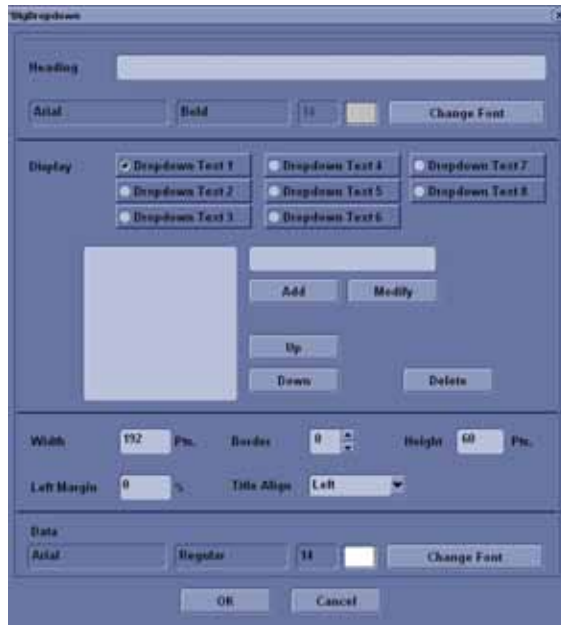 BigDropdown
Heading
Arial Bold 14 Change Font
Display Dropdown Text 1 Dropdown Text 4 Dropdown Text 7
Dropdown Text 2 Dropdown Text 5 Dropdown Text 8
Dropdown Text 3 Dropdown Text 6
Add Modify
Up
Down Delete
Width 192 Pts. Border 0 Height 60 Pts.
Left Margin 0 % Title Align Left
Data
Arial Regular 14 Change Font
OK Cancel